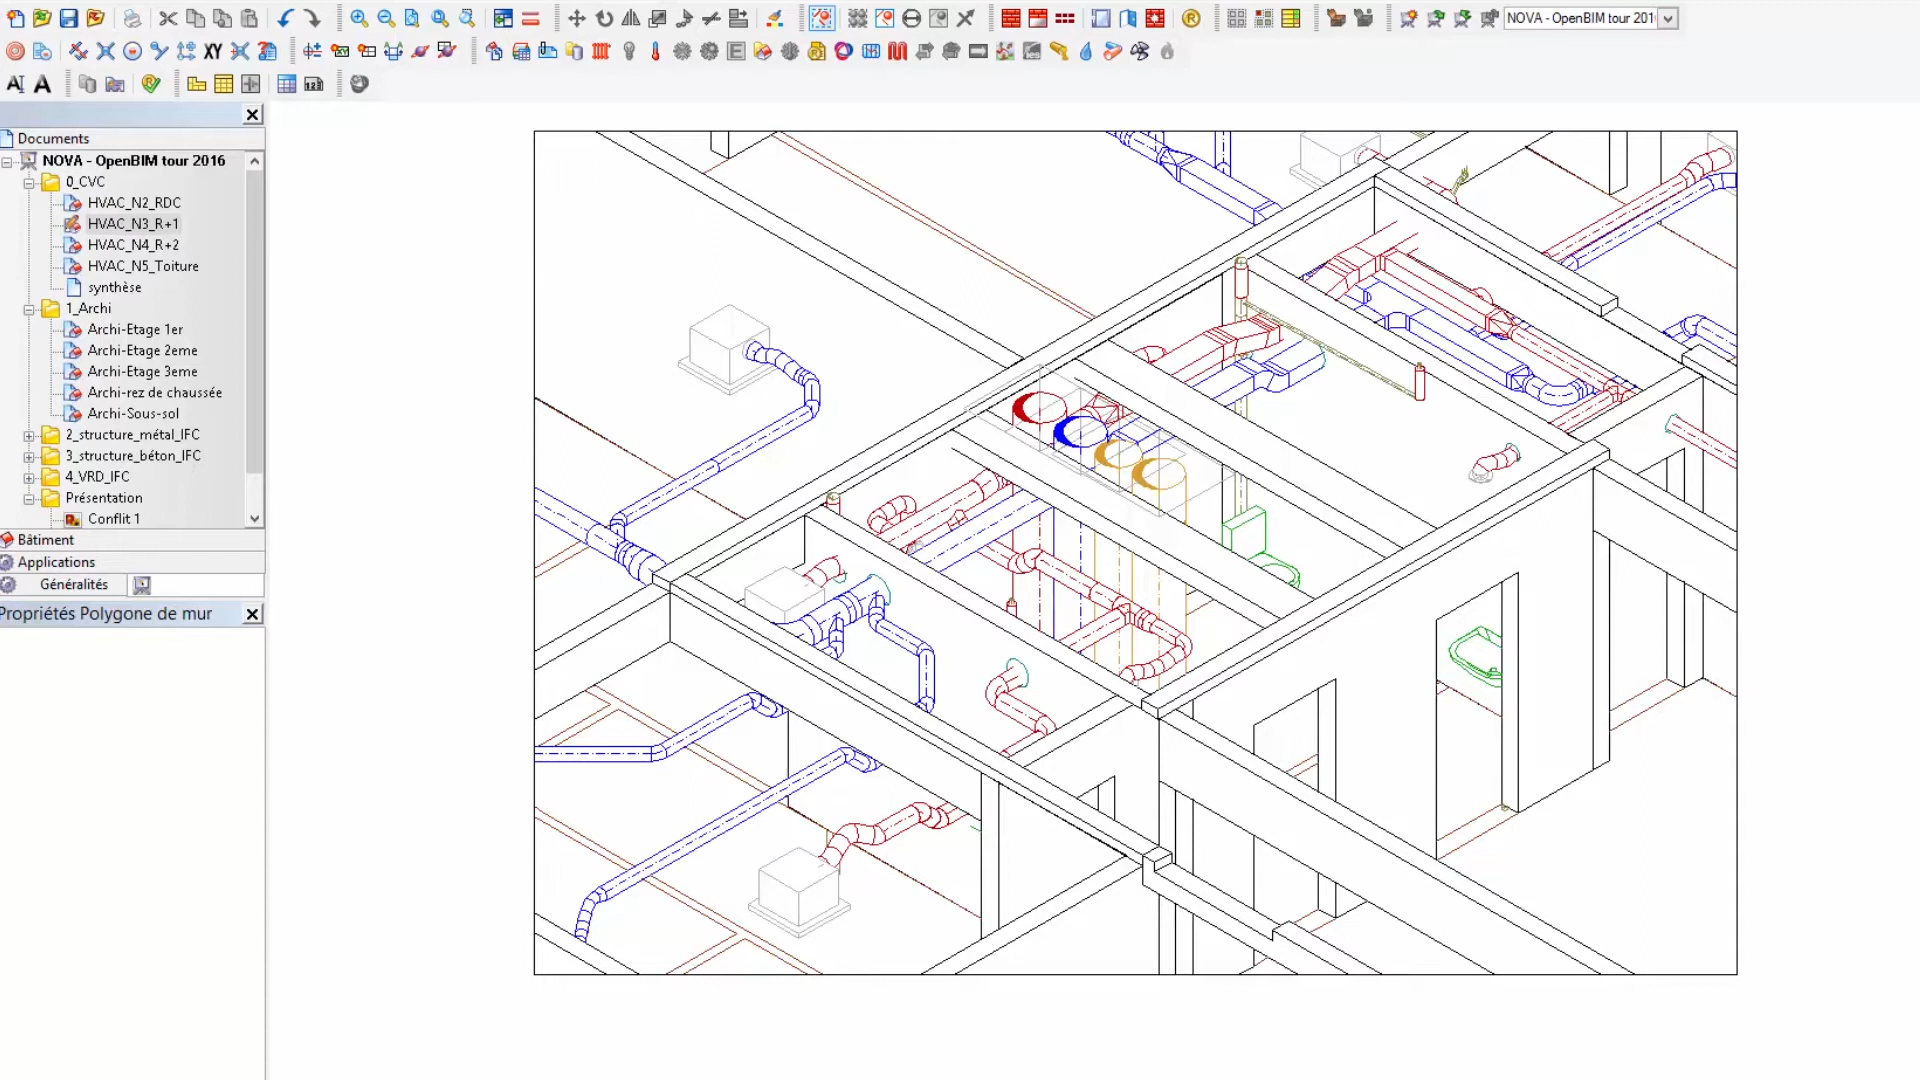 NOVA - OpenBIM tour 201
XY
Documents
NOVA - OpenBIM tour 2016
0_CVC
HVAC_N2_RDC
HVAC_N3_R+1
HVAC_N4_R+2
HVAC_N5_Toiture
synthèse
1_Archi
Archi-Etage 1er
Archi-Etage 2eme
Archi-Etage 3eme
Archi-rez de chaussée
Archi-Sous-sol
2_structure_métal_IFC
3_structure_béton_IFC
4_VRD_IFC
Présentation
Conflit 1
Bâtiment
Applications
Généralités
Propriétés Polygone de mur